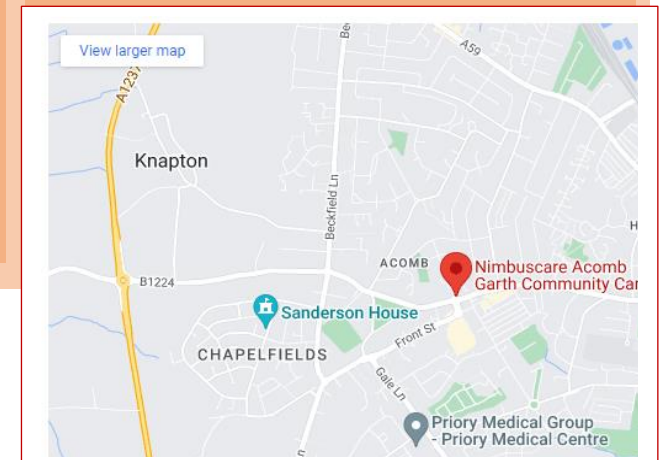 View larger map
A59
A1237
Knapton
Beckfield Ln
ACOMB
Nimbuscare Acomb
Garth Community Car
B1224
Sanderson House
Front St
CHAPELFIELDS
Gale Ln
Priory Medical Group
- Priory Medical Centre